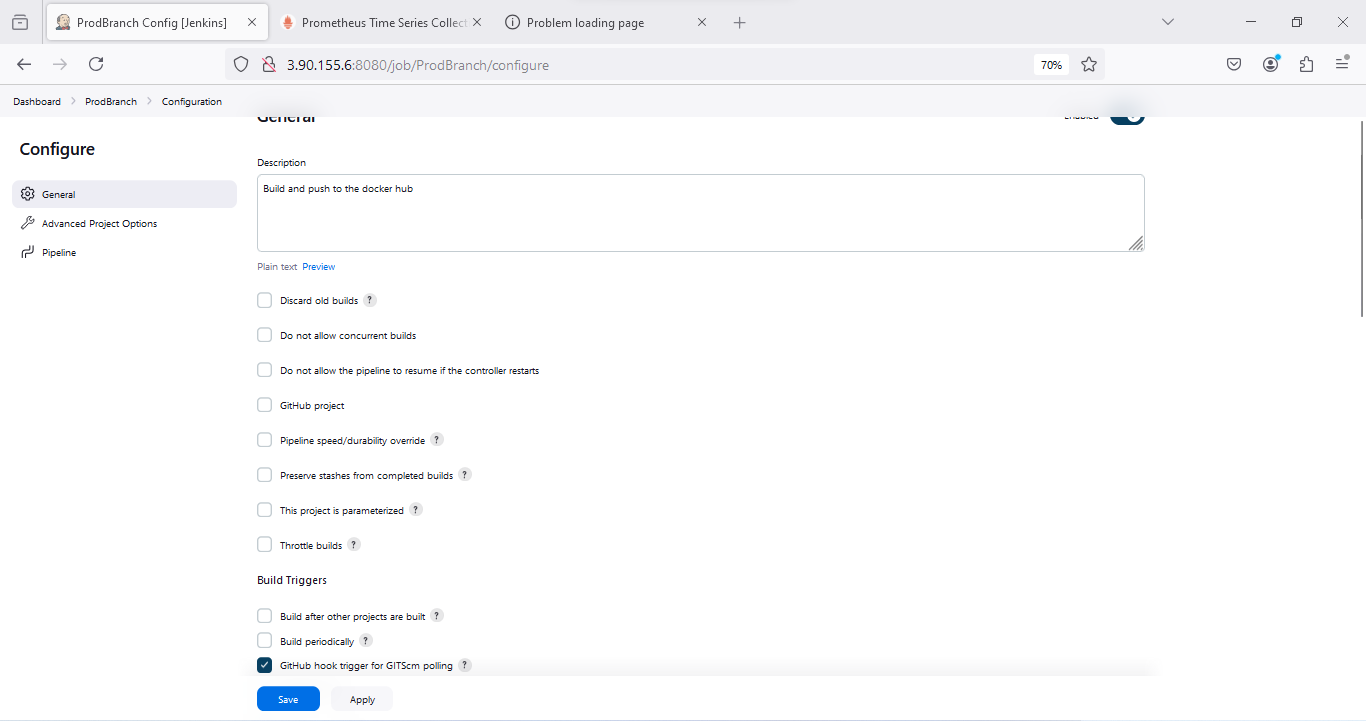 ProdBranch Config [Jenkins]
Prometheus Time Series Collect
Problem loading page
3.90.155.6:8080/job/ProdBranch/configure
70%
Dashboard
ProdBranch
Configuration
General
Enabled
Configure
General
Advanced Project Options
Pipeline
Description
Build and push to the docker hub
Plain text Preview
Discard old builds ?
Do not allow concurrent builds
Do not allow the pipeline to resume if the controller restarts
GitHub project
Pipeline speed/durability override ?
Preserve stashes from completed builds ?
This project is parameterized ?
Throttle builds ?
Build Triggers
Build after other projects are built ?
Build periodically ?
GitHub hook trigger for GITScm polling ?
Save
Apply